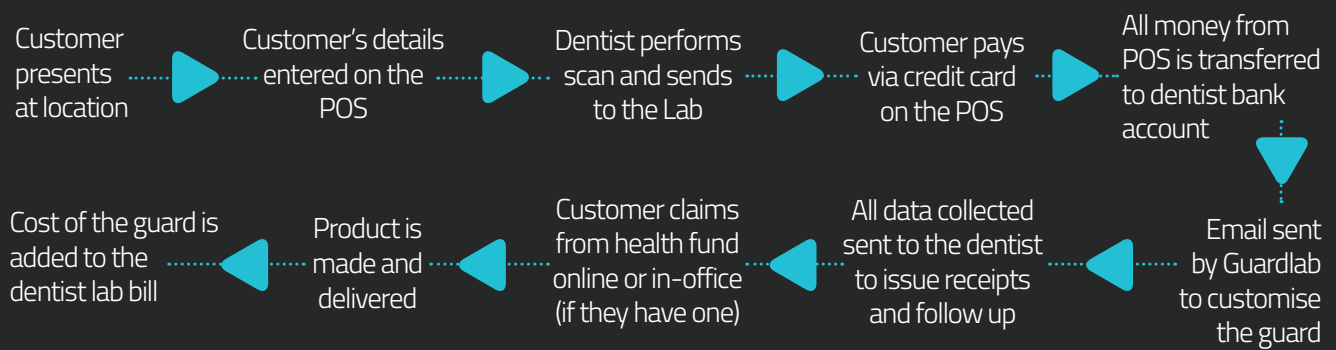 Customer
presents
at location
Customer's details
entered on the
POS
Dentist performs
scan and sends
to the Lab
Customer pays
via credit card
on the POS
All money from
POS is transferred
to dentist bank
account
Email sent
by Guardlab
to customise
the guard
All data collected
sent to the dentist
to issue receipts
and follow up
Customer claims
from health fund
online or in-office
(if they have one)
Product is
made and
delivered
Cost of the guard is
added to the
dentist lab bill